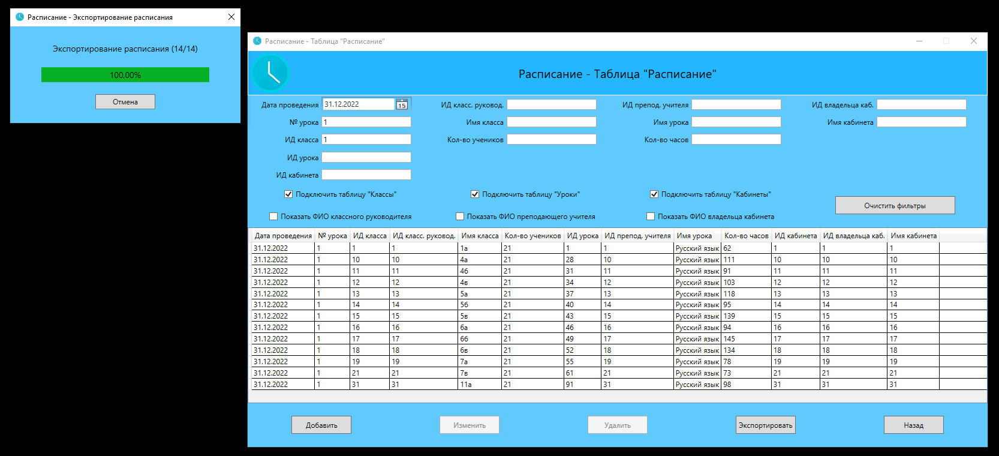 Расписание - Экспортирование расписания
Экспортирование расписания (14/14)
100,00%
Отмена
Расписание - Таблица "Расписание"
Расписание - Таблица "Расписание"
Дата проведения 31.12.2022 15 ИД класс. руковод. ИД препод. учителя ИД владельца каб.
№ урока 1 Имя класса Имя урока Имя кабинета
ИД класса 1 Кол-во учеников Кол-во часов
ИД урока
ИД кабинета
Подключить таблицу "Классы" Подключить таблицу "Уроки" Подключить таблицу "Кабинеты"
Очистить фильтры
Показать ФИО классного руководителя Показать ФИО преподающего учителя Показать ФИО владельца кабинета
Дата проведения № урока ИД класса ИД класс. руковод. Имя класса Кол-во учеников ИД урока ИД препод. учителя Имя урока Кол-во часов ИД кабинета ИД владельца каб. Имя кабинета
31.12.2022 1 1 1 1а 21 1 1 Русский язык 62 1 1 1
31.12.2022 1 10 10 4а 21 28 10 Русский язык 111 10 10 10
31.12.2022 1 11 11 4б 21 31 11 Русский язык 91 11 11 11
31.12.2022 1 12 12 4в 21 34 12 Русский язык 103 12 12 12
31.12.2022 1 13 13 5а 21 37 13 Русский язык 118 13 13 13
31.12.2022 1 14 14 5б 21 40 14 Русский язык 95 14 14 14
31.12.2022 1 15 15 5в 21 43 15 Русский язык 139 15 15 15
31.12.2022 1 16 16 6а 21 46 16 Русский язык 94 16 16 16
31.12.2022 1 17 17 6б 21 49 17 Русский язык 145 17 17 17
31.12.2022 1 18 18 6в 21 52 18 Русский язык 134 18 18 18
31.12.2022 1 19 19 7а 21 55 19 Русский язык 78 19 19 19
31.12.2022 1 21 21 7в 21 61 21 Русский язык 73 21 21 21
31.12.2022 1 31 31 11а 21 91 31 Русский язык 98 31 31 31
Добавить Изменить Удалить Экспортировать Назад